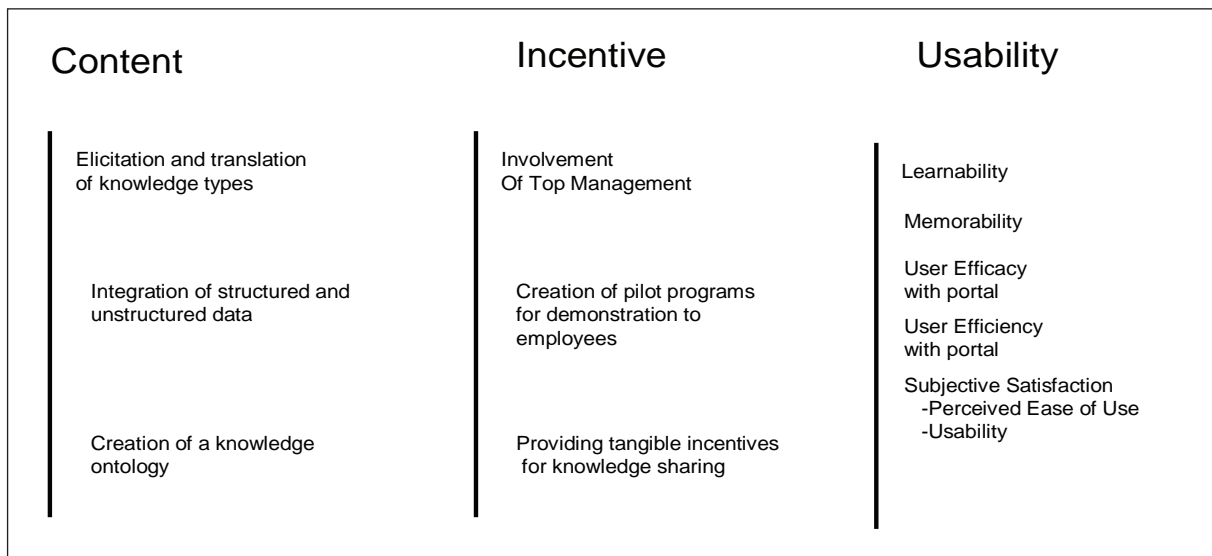 Content
Elicitation and translation
of knowledge types
Integration of structured and
unstructured data
Creation of a knowledge
ontology
Incentive
Involvement
Of Top Management
Creation of pilot programs
for demonstration to
employees
Providing tangible incentives
for knowledge sharing
Usability
Learnability
Memorability
User Efficacy
with portal
User Efficiency
with portal
Subjective Satisfaction
-Perceived Ease of Use
-Usability